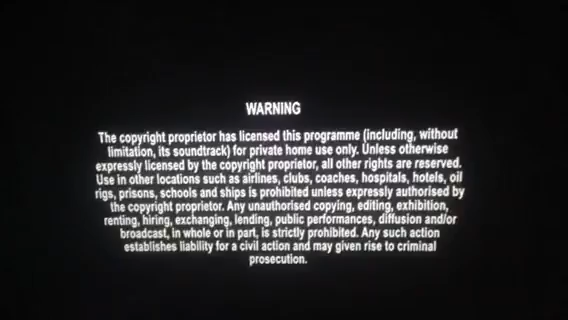 WARNING
The copyright proprietor has licensed this programme (including, without
limitation, its soundtrack) for private home use only. Unless otherwise
expressly licensed by the copyright proprietor, all other rights are reserved.
Use in other locations such as airlines, clubs, coaches, hospitals, hotels, oil
rigs, prisons, schools and ships is prohibited unless expressly authorised by
the copyright proprietor. Any unauthorised copying, editing, exhibition,
renting, hiring, exchanging, lending, public performances, diffusion and/or
broadcast, in whole or in part, is strictly prohibited. Any such action
establishes liability for a civil action and may given rise to criminal
prosecution.